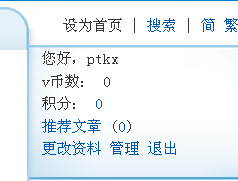 设为首页 | 搜索 | 简 繁
您好，ptkx
v币数： 0
积分： 0
推荐文章 (0)
更改资料 管理 退出